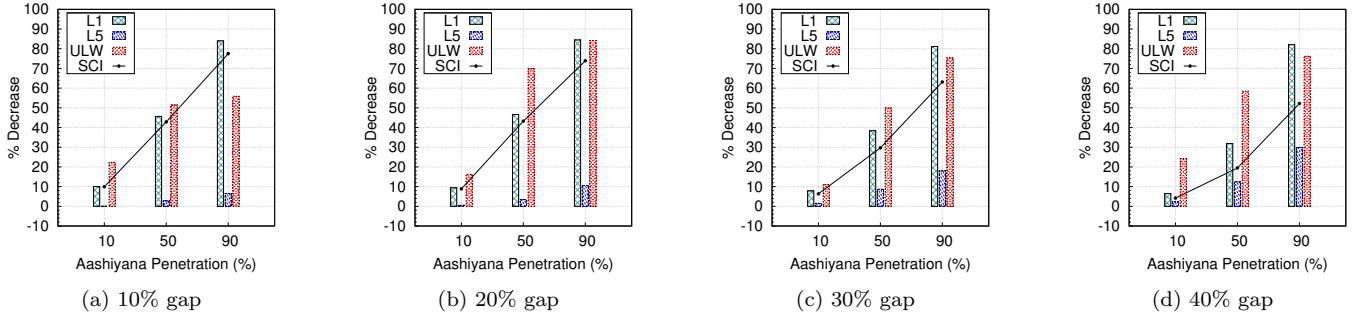 % Decrease
100
90
80
70
60
50
40
30
20
10
0
-10
L1
L5
ULW
SCI
10 50 90
Aashiyana Penetration (%)
(a) 10% gap
% Decrease
100
90
80
70
60
50
40
30
20
10
0
-10
L1
L5
ULW
SCI
10 50 90
Aashiyana Penetration (%)
(b) 20% gap
% Decrease
100
90
80
70
60
50
40
30
20
10
0
-10
L1
L5
ULW
SCI
10 50 90
Aashiyana Penetration (%)
(c) 30% gap
% Decrease
100
90
80
70
60
50
40
30
20
10
0
-10
L1
L5
ULW
SCI
10 50 90
Aashiyana Penetration (%)
(d) 40% gap